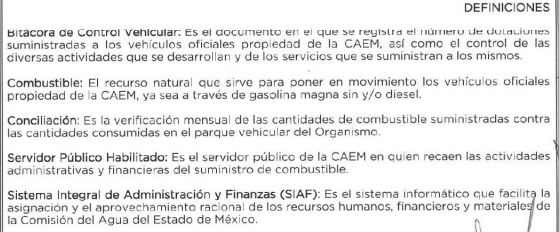 DEFINICIONES
Bitácora de Control Vehicular: Es el documento en el que se registra el número de dotaciones
suministradas a los vehículos oficiales propiedad de la CAEM, así como el control de las
diversas actividades que se desarrollan y de los servicios que se suministran a los mismos.
Combustible: El recurso natural que sirve para poner en movimiento los vehículos oficiales
propiedad de la CAEM, ya sea a través de gasolina magna sin y/o diesel.
Conciliación: Es la verificación mensual de las cantidades de combustible suministradas contra
las cantidades consumidas en el parque vehicular del Organismo.
Servidor Público Habilitado: Es el servidor público de la CAEM en quien recaen las actividades
administrativas y financieras del suministro de combustible.
Sistema Integral de Administración y Finanzas (SIAF): Es el sistema informático que facilita la
asignación y el aprovechamiento racional de los recursos humanos, financieros y materiales de
la Comisión del Agua del Estado de México.